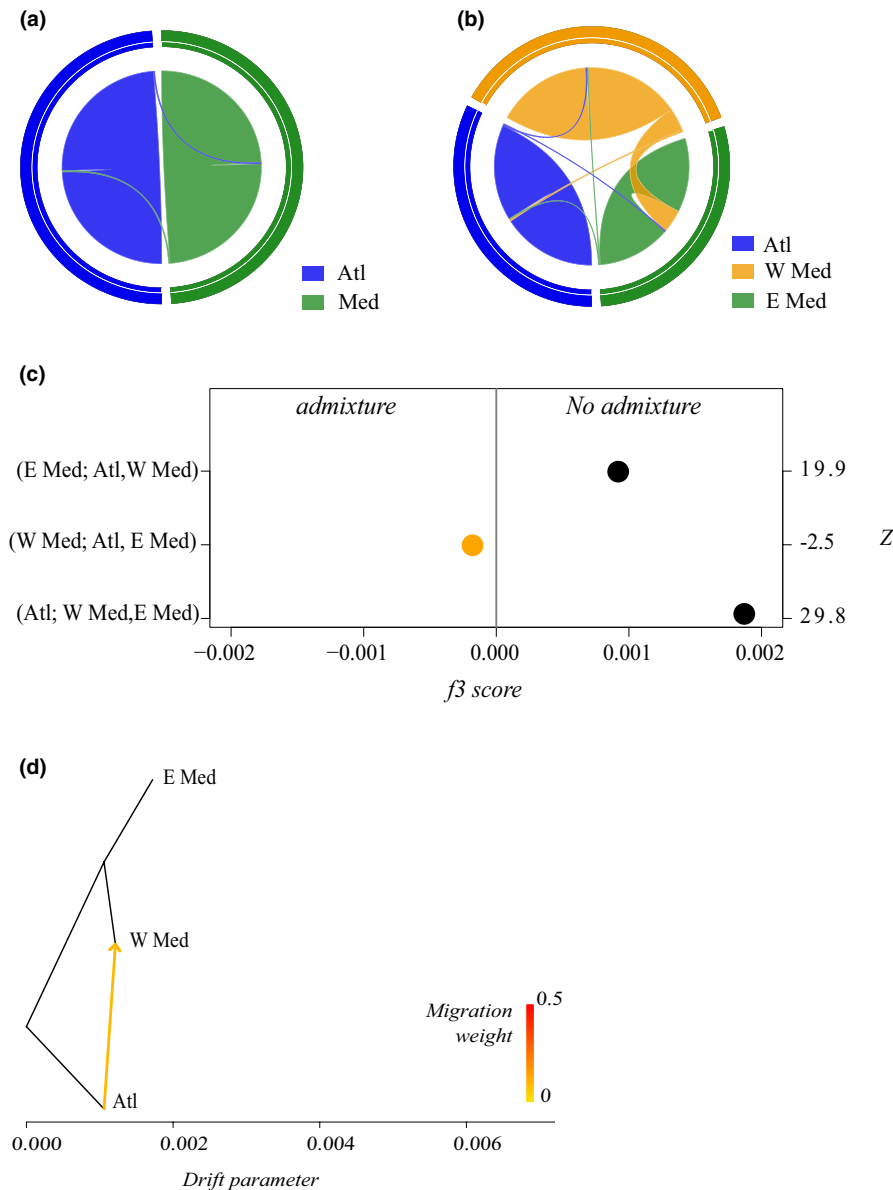 (a)
Atl
Med
(b)
Atl
W Med
E Med
(c)
admixture
No admixture
(E Med; Atl,W Med)
19.9
(W Med; Atl, E Med)
-2.5
Z
(Atl; W Med,E Med)
29.8
−0.002
−0.001
0.000
0.001
0.002
f3 score
(d)
E Med
W Med
Migration
weight
0.5
0
Atl
0.000
0.002
0.004
0.006
Drift parameter